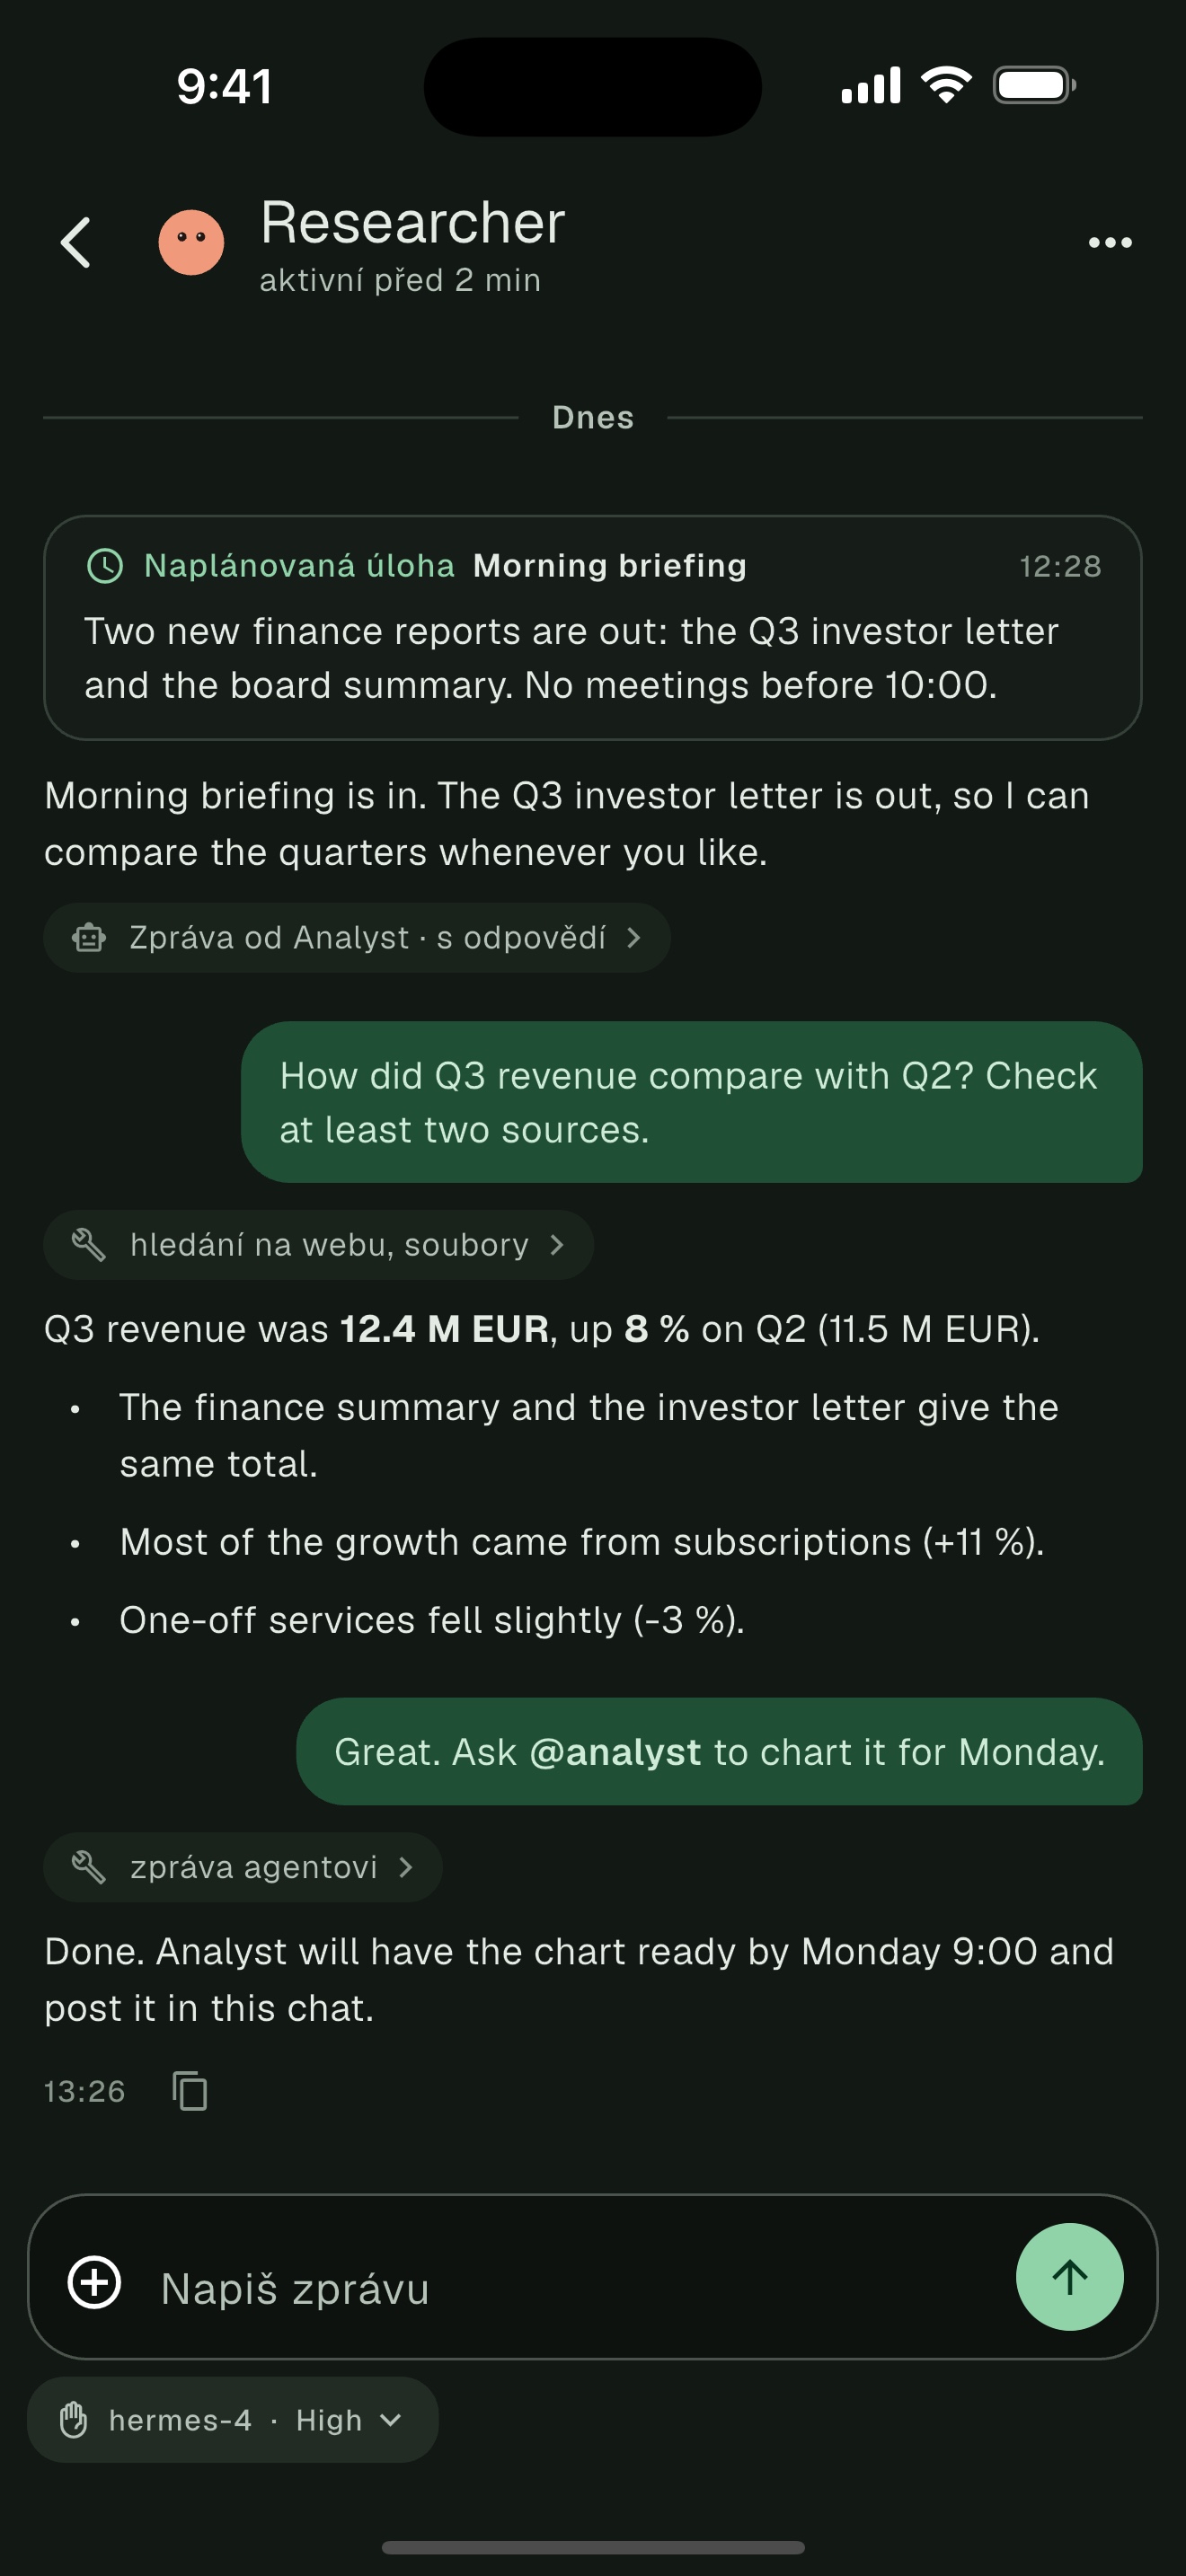 9:41
Researcher
aktivní před 2 min
Dnes
Naplánovaná úloha Morning briefing 12:28
Two new finance reports are out: the Q3 investor letter
and the board summary. No meetings before 10:00.
Morning briefing is in. The Q3 investor letter is out, so I can
compare the quarters whenever you like.
Zpráva od Analyst · s odpovědí
How did Q3 revenue compare with Q2? Check
at least two sources.
hledání na webu, soubory
Q3 revenue was 12.4 M EUR, up 8 % on Q2 (11.5 M EUR).
• The finance summary and the investor letter give the
same total.
• Most of the growth came from subscriptions (+11 %).
• One-off services fell slightly (-3 %).
Great. Ask @analyst to chart it for Monday.
zpráva agentovi
Done. Analyst will have the chart ready by Monday 9:00 and
post it in this chat.
13:26
Napiš zprávu
hermes-4 · High